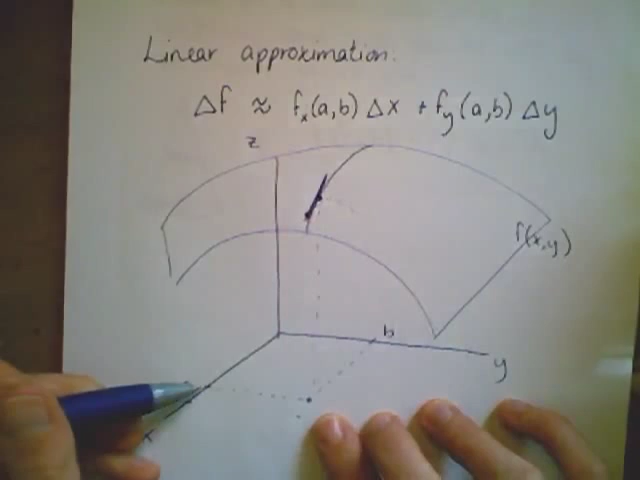 Linear approximation.
Δf ≈ fx(a,b) Δx + fy(a,b) Δy
z
f(x,y)
b
y
x